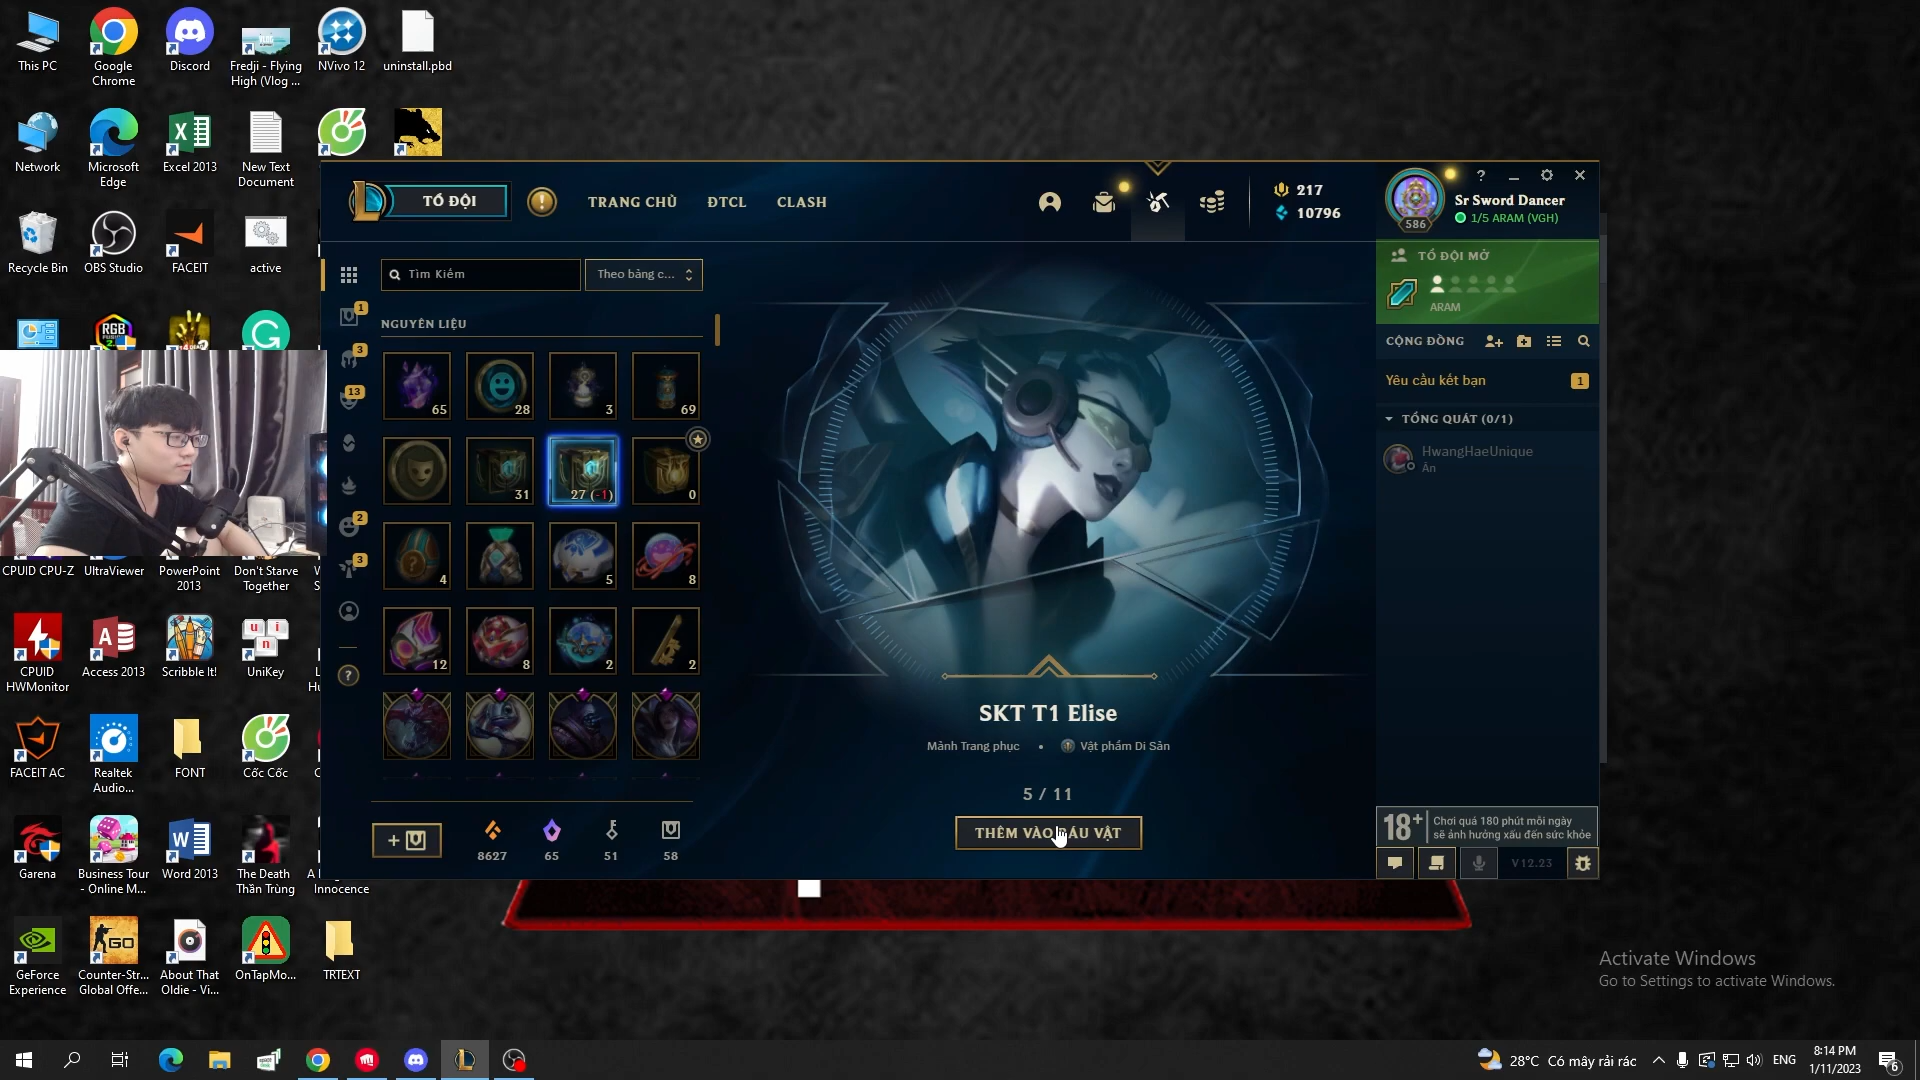 This PC
Google
Chrome
Discord
Fredji - Flying
High (Vlog ...
NVivo 12
uninstall.pbd
Network
Microsoft
Edge
Excel 2013
New Text
Document
Recycle Bin
OBS Studio
FACEIT
active
CPUID CPU-Z
UltraViewer
PowerPoint
2013
Don't Starve
Together
CPUID
HWMonitor
Access 2013
Scribble It!
UniKey
FACEIT AC
Realtek
Audio...
FONT
Cốc Cốc
Garena
Business Tour
- Online M...
Word 2013
The Death
Thần Trùng
Innocence
GeForce
Experience
Counter-Str...
Global Offe...
About That
Oldie - Vi...
OnTapMo...
TRTEXT
TỔ ĐỘI
TRANG CHỦ
ĐTCL
CLASH
217
10796
586
Sr Sword Dancer
1/5 ARAM (VGH)
Tìm Kiếm
Theo bảng c...
NGUYÊN LIỆU
1
3
13
2
3
65
28
3
69
31
27 (-1)
0
4
5
8
12
8
2
2
8627
65
51
58
SKT T1 Elise
Mảnh Trang phục • Vật phẩm Di Sản
5 / 11
THÊM VÀO BÁU VẬT
TỔ ĐỘI MỞ
ARAM
CỘNG ĐỒNG
Yêu cầu kết bạn
1
TỔNG QUÁT (0/1)
HwangHaeUnique
Ẩn
18+
Chơi quá 180 phút mỗi ngày
sẽ ảnh hưởng xấu đến sức khỏe
V12.23
Activate Windows
Go to Settings to activate Windows.
28°C Có mây rải rác
ENG
8:14 PM
1/11/2023
6